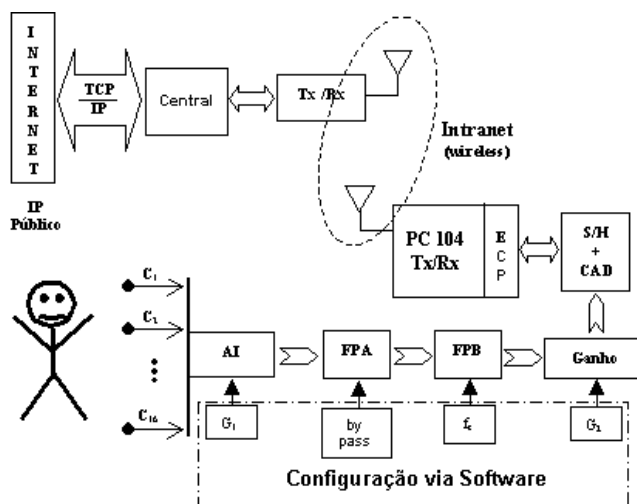 INTERNET
TCP
IP
Central
Tx /Rx
Intranet
(wireless)
IP
Público
PC 104
Tx/Rx
E
C
P
S/H
+
CAD
C1
C2
C16
AI
FPA
FPB
Ganho
G1
by
pass
fc
G2
Configuração via Software